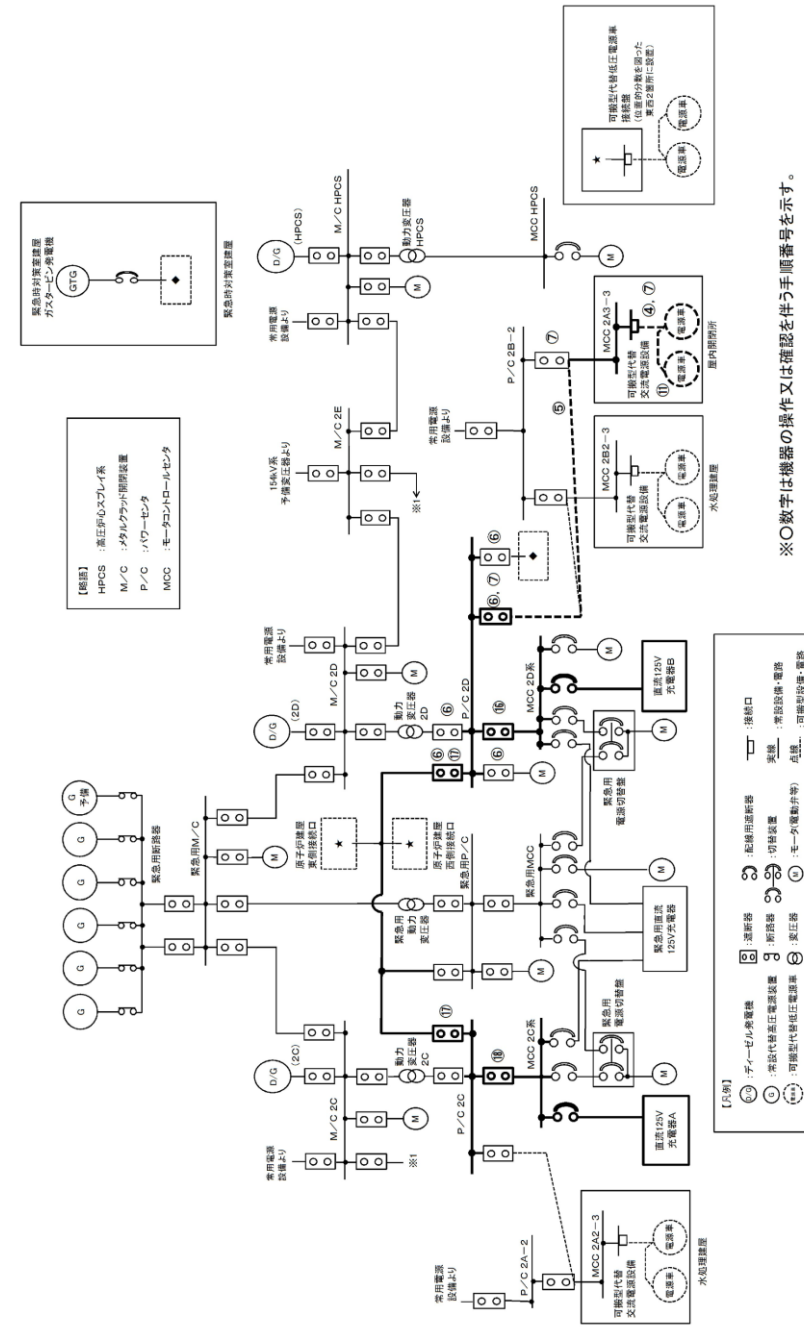 緊急時対策室建屋
ガスタービン発電機
GTG
◆
緊急時対策室建屋
【略語】
HPCS :高圧炉心スプレイ系
M/C :メタルクラッド開閉装置
P/C :パワーセンタ
MCC :モータコントロールセンタ
G
G
G
G
G
G
予備
緊急用断路器
緊急用M/C
M
常用電源
設備より
D/G
(2C)
M/C 2C
※1
M
動力
変圧器
2C
P/C 2C
⑰
⑱
MCC 2C系
直流125V
充電器A
M
緊急用
電源切替盤
常用電源
設備より
P/C 2A-2
MCC 2A2-3
可搬型代替
交流電源設備
電源車
電源車
水処理建屋
原子炉建屋
東側接続口
★
★
原子炉建屋
西側接続口
緊急用
動力
変圧器
緊急用P/C
M
緊急用MCC
M
緊急用直流
125V充電器
D/G
(2D)
常用電源
設備より
M/C 2D
M
動力
変圧器
2D
⑥
P/C 2D
⑥
⑰
⑥
M
⑯
MCC 2D系
緊急用
電源切替盤
M
直流125V
充電器B
M
⑥, ⑦
⑥
◆
154kV系
予備変圧器より
M/C 2E
※1
常用電源
設備より
D/G
(HPCS)
M/C HPCS
M
動力変圧器
HPCS
MCC HPCS
M
常用電源
設備より
P/C 2B-2
⑦
⑤
MCC 2B2-3
可搬型代替
交流電源設備
電源車
電源車
水処理建屋
MCC 2A3-3
可搬型代替
交流電源設備
④, ⑦
⑪
電源車
電源車
屋内開閉所
可搬型代替低圧電源車
接続盤
(位置的分散を図った
東西2箇所に設置)
★
電源車
電源車
【凡例】
D/G :ディーゼル発電機
G :常設代替高圧電源装置
電源車 :可搬型代替低圧電源車
:遮断器
:断路器
:変圧器
:配線用遮断器
:切替装置
M :モータ(電動弁等)
:接続口
実線 :常設設備・電路
点線 :可搬型設備・電路
※○数字は機器の操作又は確認を伴う手順番号を示す。